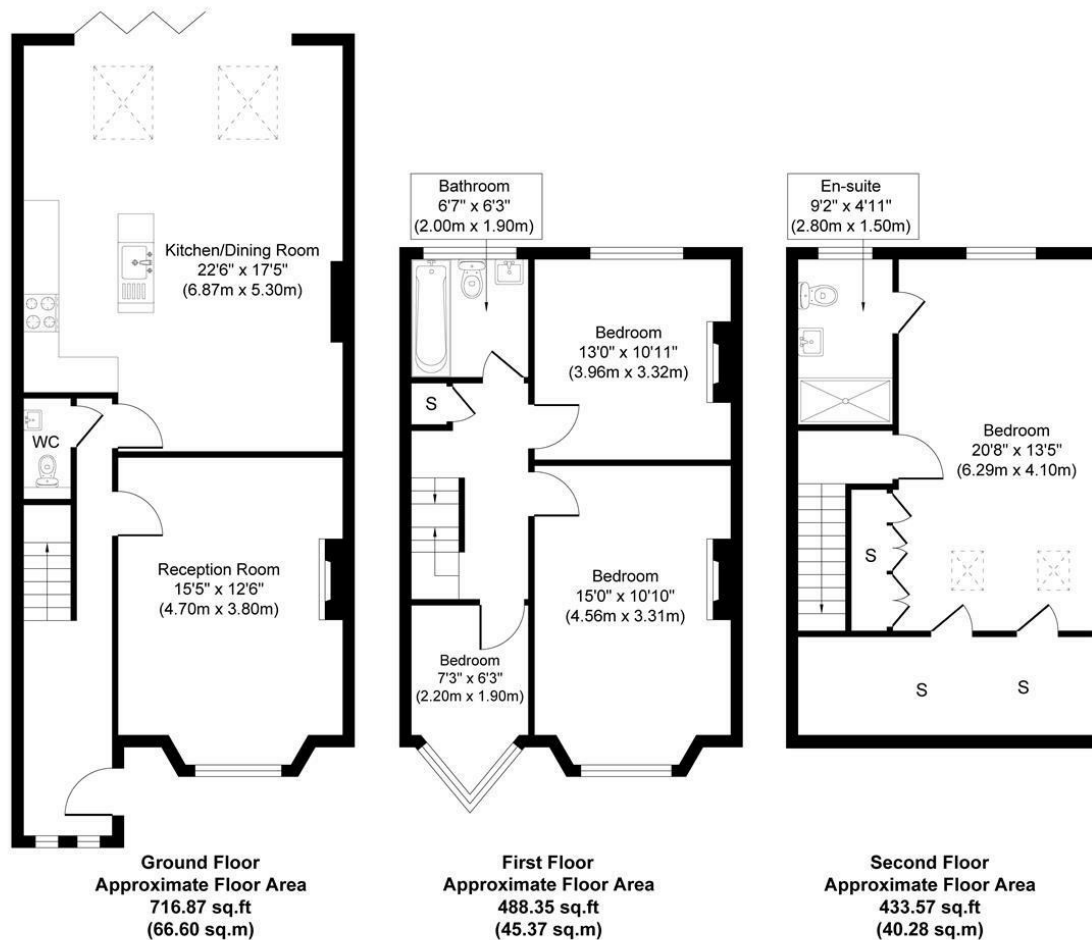 Kitchen/Dining Room
22'6" x 17'5"
(6.87m x 5.30m)
WC
Reception Room
15'5" x 12'6"
(4.70m x 3.80m)
Ground Floor
Approximate Floor Area
716.87 sq.ft
(66.60 sq.m)
Bathroom
6'7" x 6'3"
(2.00m x 1.90m)
Bedroom
13'0" x 10'11"
(3.96m x 3.32m)
S
Bedroom
15'0" x 10'10"
(4.56m x 3.31m)
Bedroom
7'3" x 6'3"
(2.20m x 1.90m)
First Floor
Approximate Floor Area
488.35 sq.ft
(45.37 sq.m)
En-suite
9'2" x 4'11"
(2.80m x 1.50m)
Bedroom
20'8" x 13'5"
(6.29m x 4.10m)
S
S
S
Second Floor
Approximate Floor Area
433.57 sq.ft
(40.28 sq.m)